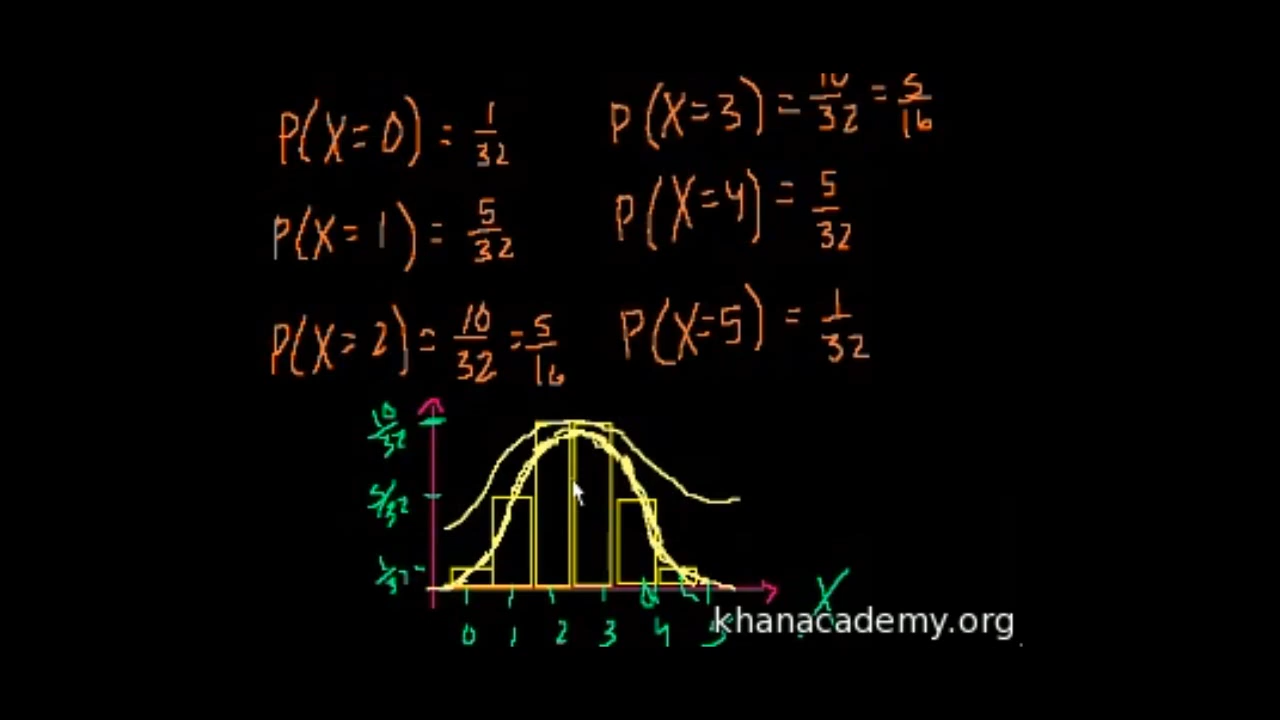 P(X=0) = 1/32
P(X=1) = 5/32
P(X=2) = 10/32 = 5/16
P(X=3) = 10/32 = 5/16
P(X=4) = 5/32
P(X=5) = 1/32
10/32
5/32
1/32
0 1 2 3 4 5
X
khanacademy.org